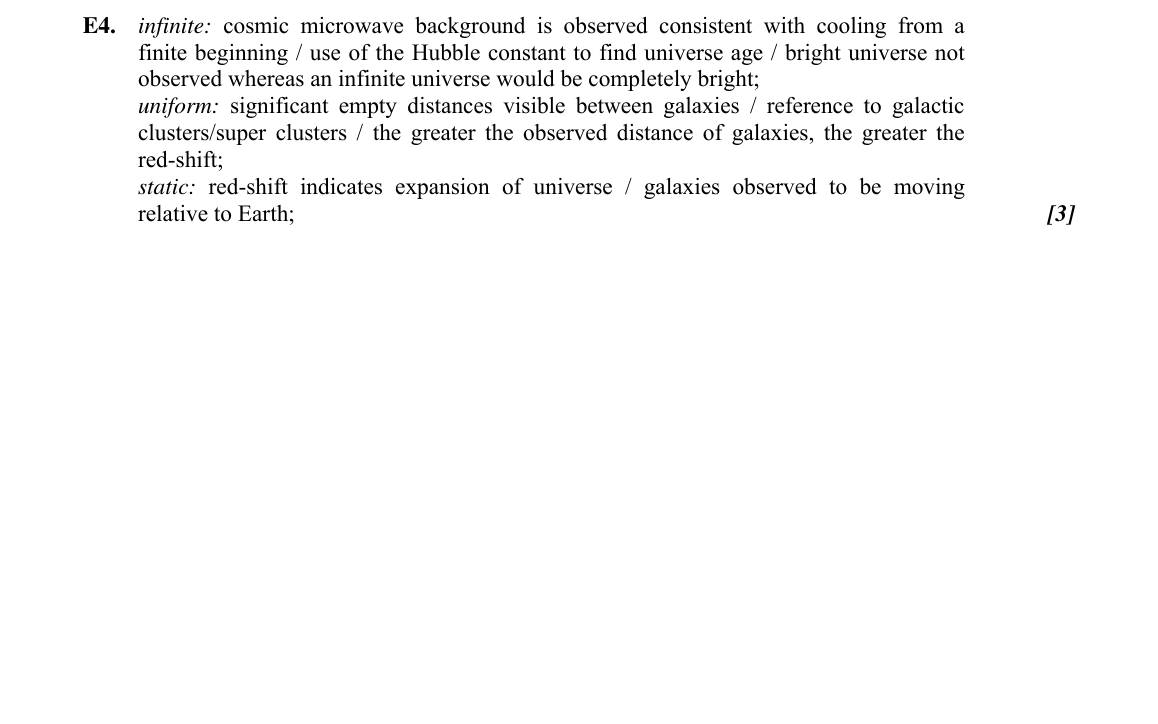 E4. infinite: cosmic microwave background is observed consistent with cooling from a
finite beginning / use of the Hubble constant to find universe age / bright universe not
observed whereas an infinite universe would be completely bright;
uniform: significant empty distances visible between galaxies / reference to galactic
clusters/super clusters / the greater the observed distance of galaxies, the greater the
red-shift;
static: red-shift indicates expansion of universe / galaxies observed to be moving
relative to Earth; [3]